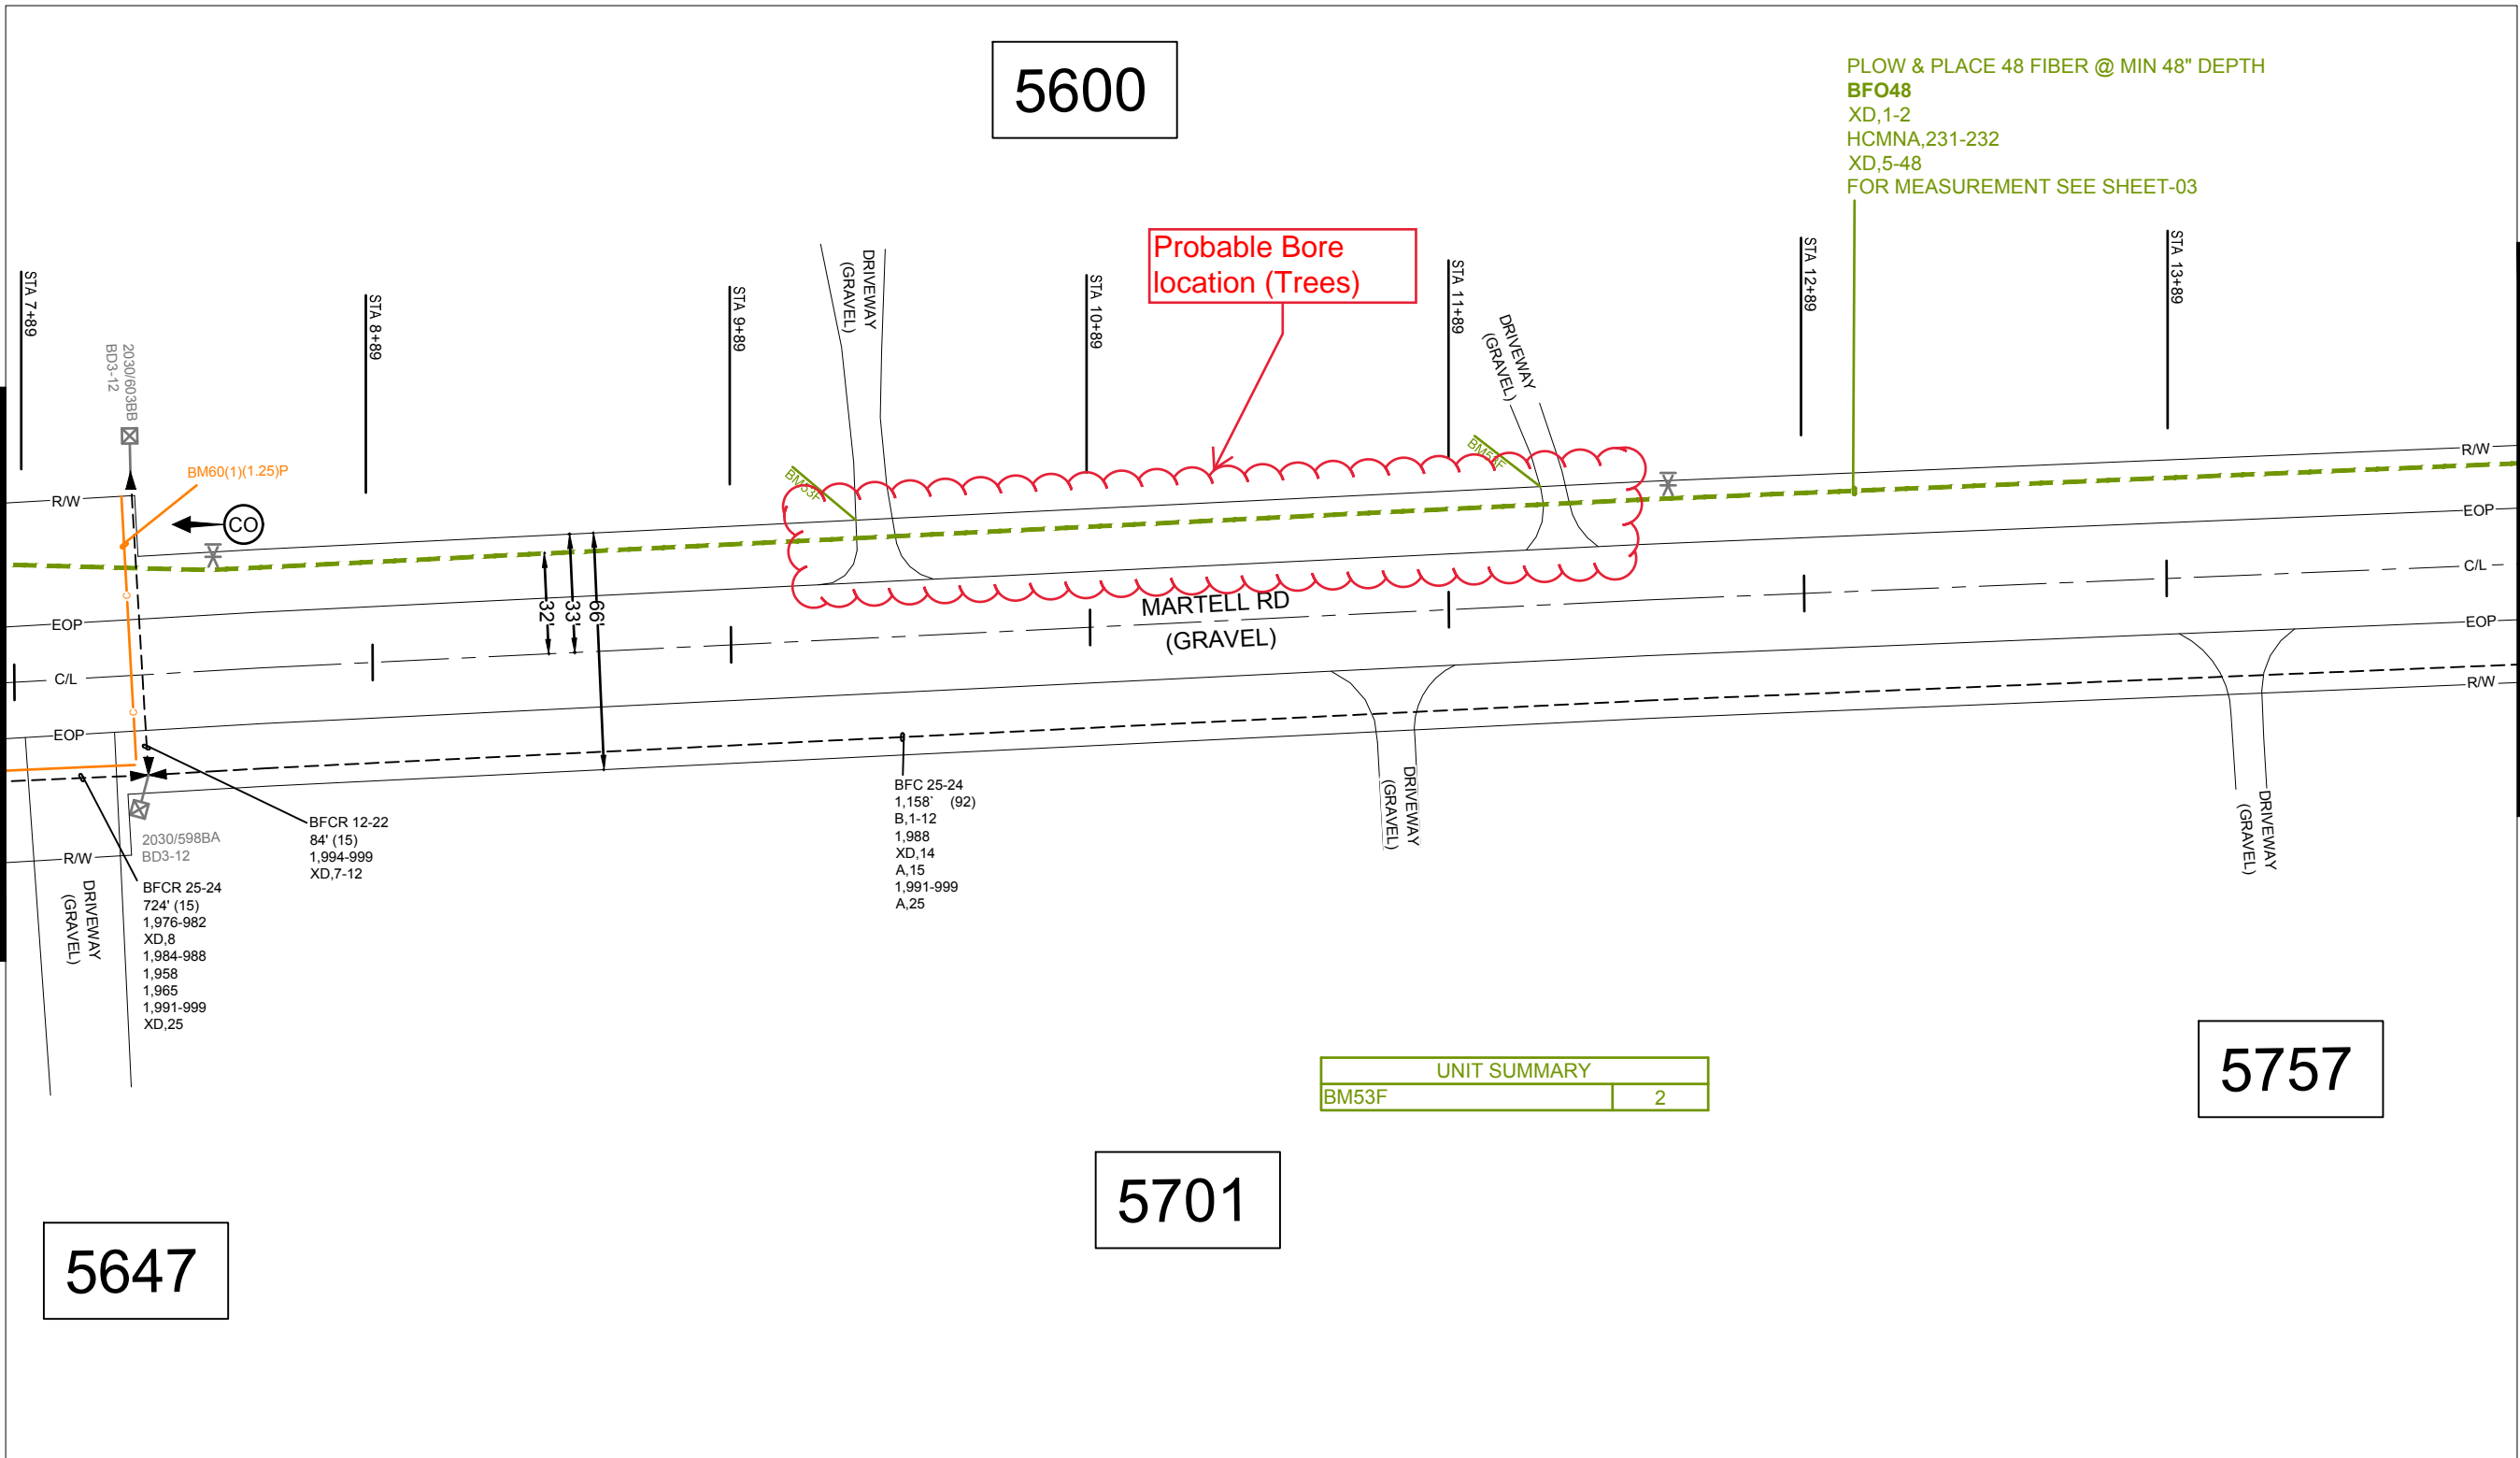 5600
PLOW & PLACE 48 FIBER @ MIN 48" DEPTH
BFO48
XD,1-2
HCMNA,231-232
XD,5-48
FOR MEASUREMENT SEE SHEET-03
Probable Bore
location (Trees)
STA 7+89
STA 8+89
STA 9+89
STA 10+89
STA 11+89
STA 12+89
STA 13+89
DRIVEWAY
(GRAVEL)
DRIVEWAY
(GRAVEL)
2030/603BB
BD3-12
BM60(1)(1.25)P
CO
BM53F
BM53F
R/W
R/W
EOP
EOP
C/L
C/L
EOP
EOP
R/W
R/W
C
C
32'
33'
66'
MARTELL RD
(GRAVEL)
2030/598BA
BD3-12
BFCR 12-22
84' (15)
1,994-999
XD,7-12
BFCR 25-24
724' (15)
1,976-982
XD,8
1,984-988
1,958
1,965
1,991-999
XD,25
BFC 25-24
1,158` (92)
B,1-12
1,988
XD,14
A,15
1,991-999
A,25
DRIVEWAY
(GRAVEL)
DRIVEWAY
(GRAVEL)
DRIVEWAY
(GRAVEL)
UNIT SUMMARY
BM53F 2
5757
5701
5647